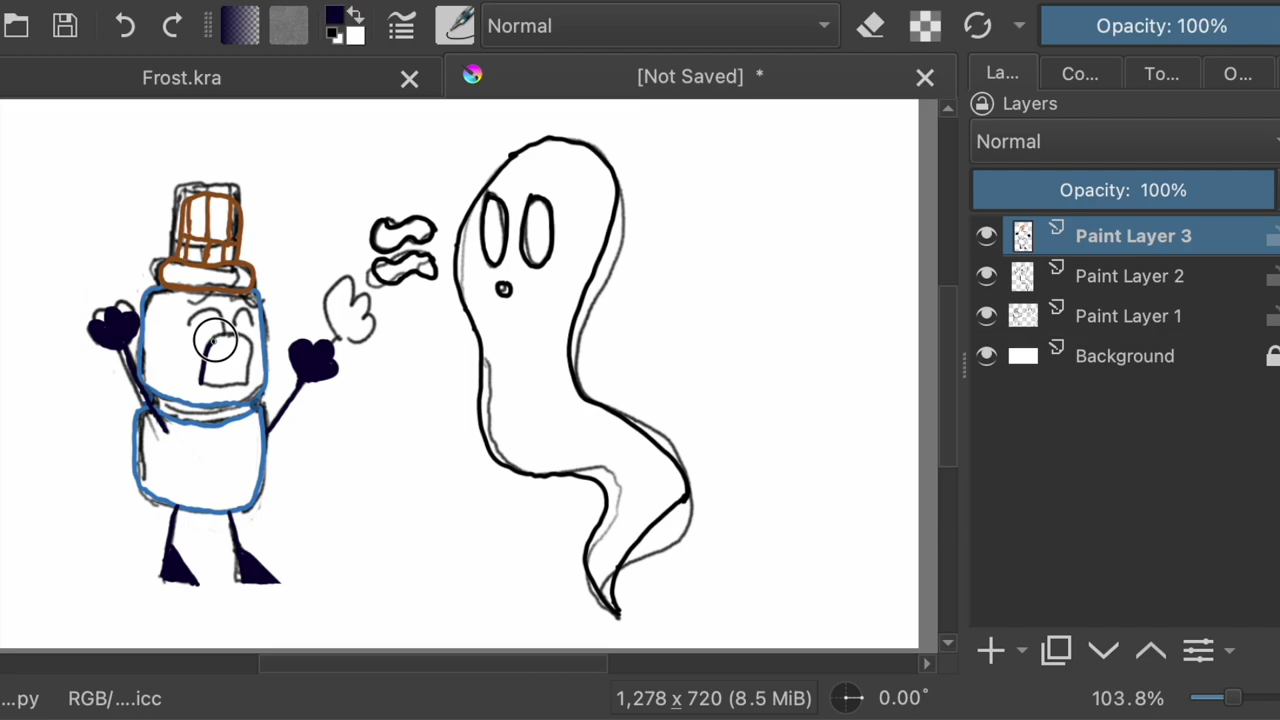 Normal
Opacity: 100%
Frost.kra
[Not Saved] *
La...
Co...
To...
O...
Layers
Normal
Opacity: 100%
Paint Layer 3
Paint Layer 2
Paint Layer 1
Background
...py
RGB/....icc
1,278 x 720 (8.5 MiB)
0.00°
103.8%